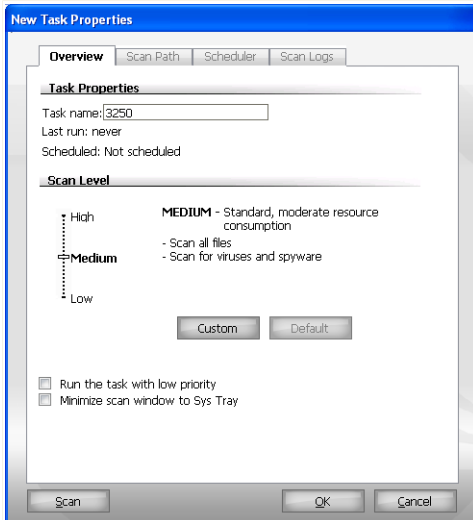 New Task Properties
Overview Scan Path Scheduler Scan Logs
Task Properties
Task name: 3250
Last run: never
Scheduled: Not scheduled
Scan Level
High
Medium
Low
MEDIUM - Standard, moderate resource
consumption
- Scan all files
- Scan for viruses and spyware
Custom Default
Run the task with low priority
Minimize scan window to Sys Tray
Scan OK Cancel